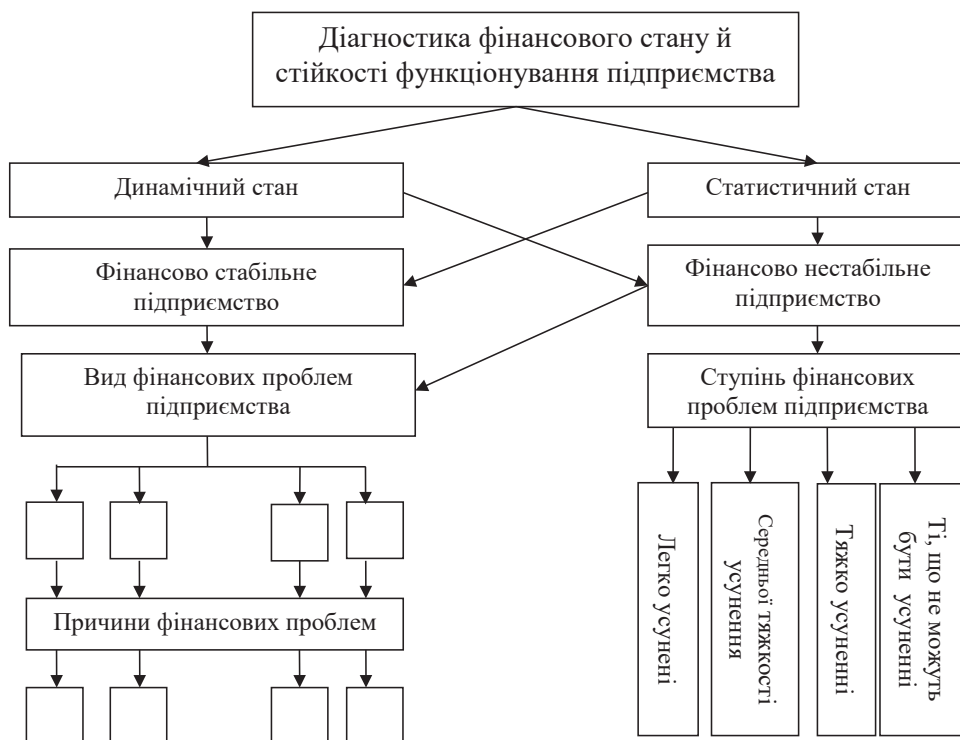 Діагностика фінансового стану й
стійкості функціонування підприємства
Динамічний стан
Статистичний стан
Фінансово стабільне
підприємство
Фінансово нестабільне
підприємство
Вид фінансових проблем
підприємства
Ступінь фінансових
проблем підприємства
Легко усунені
Середньої тяжкості
усунення
Тяжко усуненні
Ті, що не можуть
бути усуненні
Причини фінансових проблем